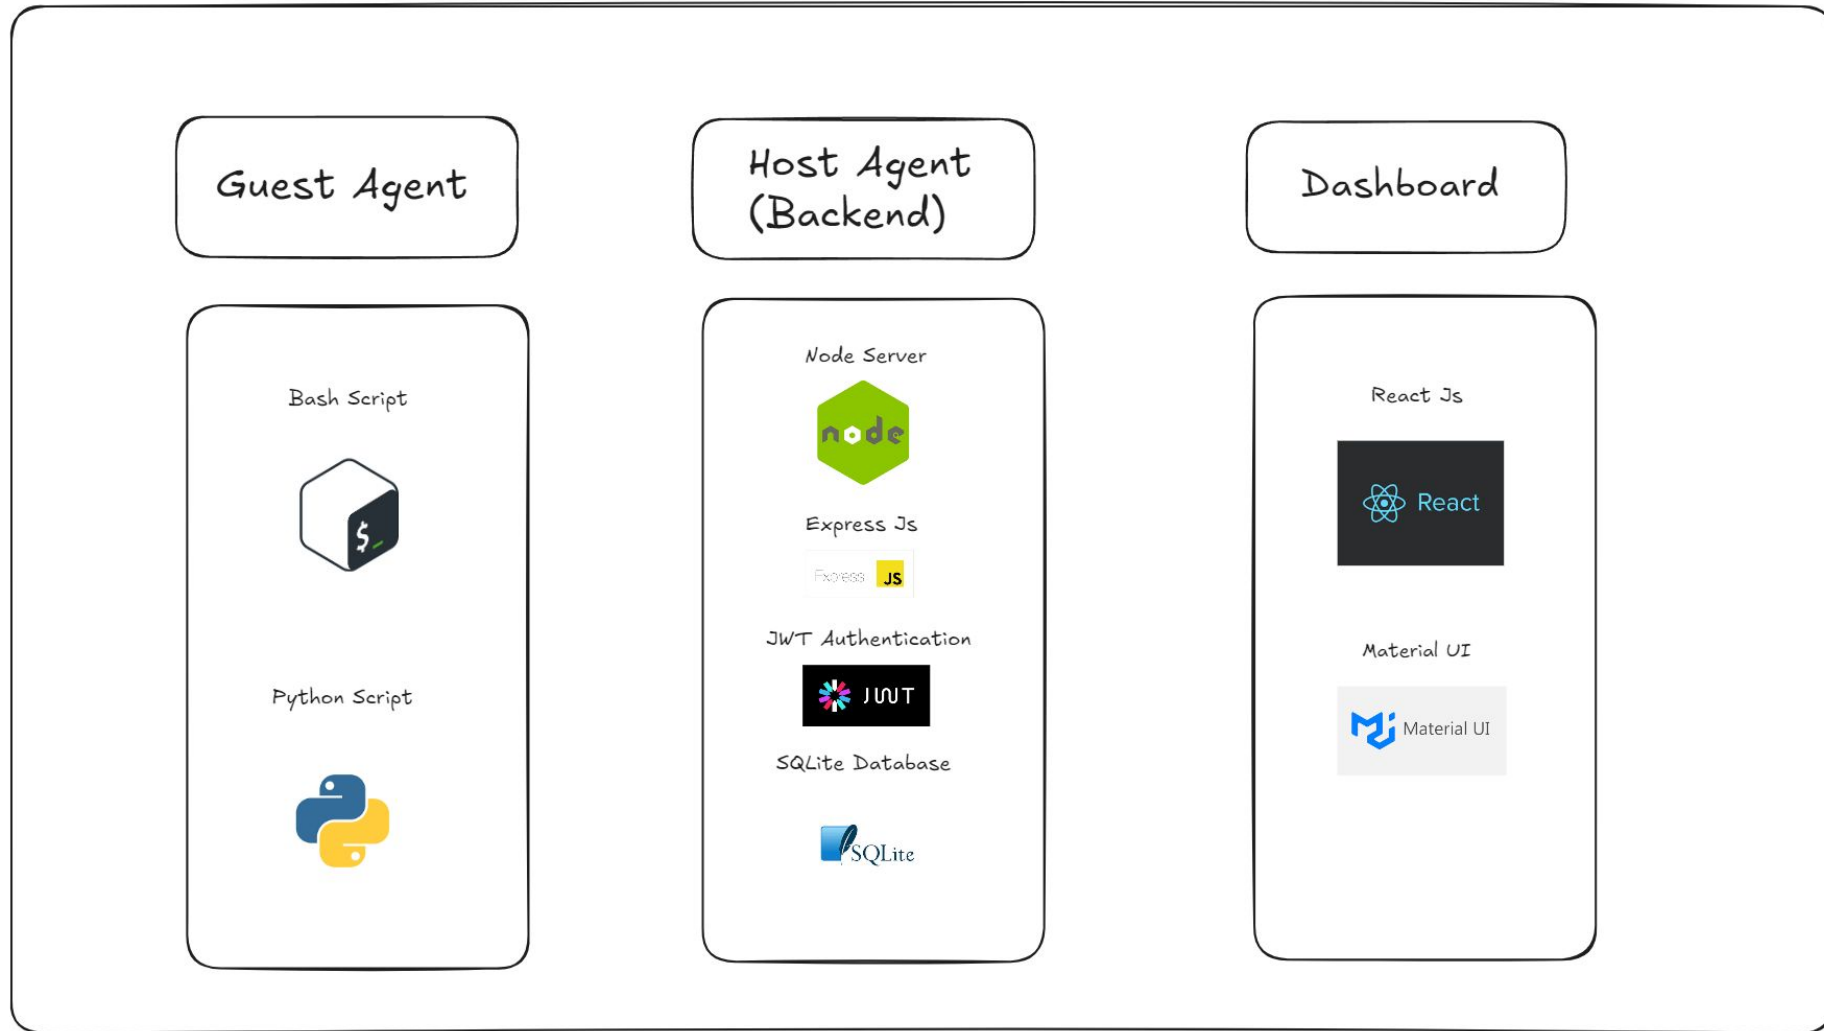 Guest Agent
Host Agent
(Backend)
Dashboard
Bash Script
$_
Python Script
Node Server
node
Express Js
Express JS
JWT Authentication
JWT
SQLite Database
SQLite
React Js
React
Material UI
Material UI